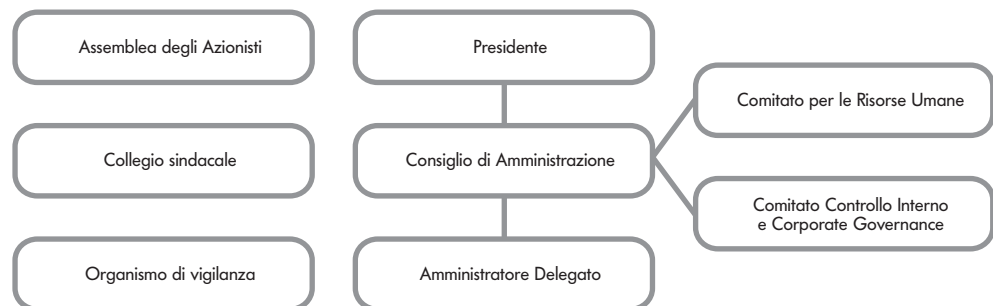 Assemblea degli Azionisti
Presidente
Comitato per le Risorse Umane
Collegio sindacale
Consiglio di Amministrazione
Comitato Controllo Interno
e Corporate Governance
Organismo di vigilanza
Amministratore Delegato